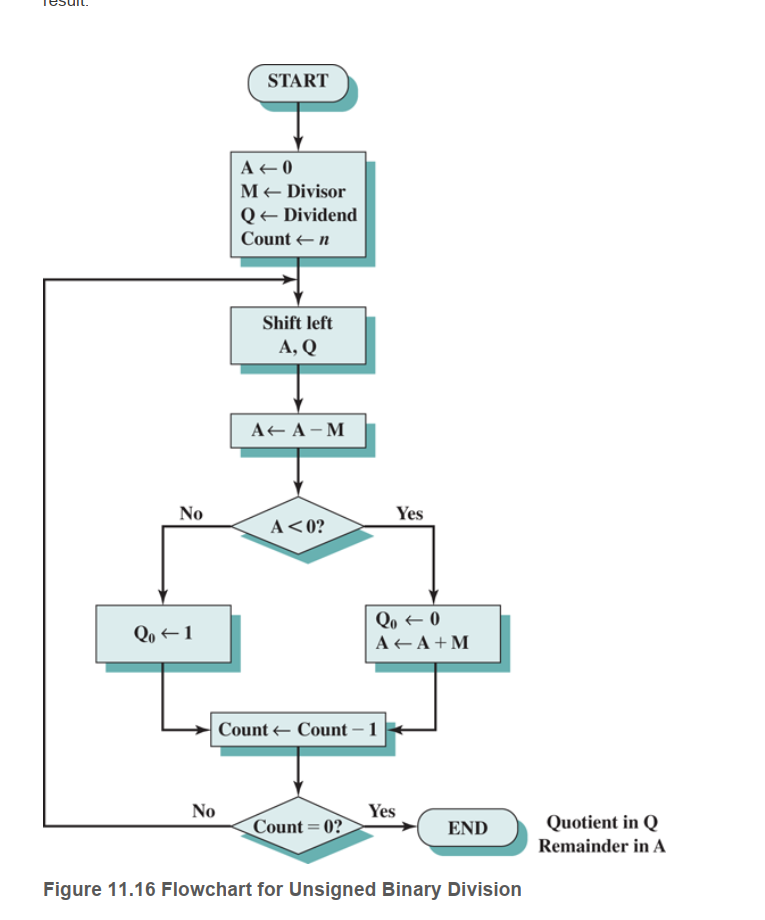 result.
START
A ← 0
M ← Divisor
Q ← Dividend
Count ← n
Shift left
A, Q
A ← A − M
No
A < 0?
Yes
Q₀ ← 1
Q₀ ← 0
A ← A + M
Count ← Count − 1
No
Count = 0?
Yes
END
Quotient in Q
Remainder in A
Figure 11.16 Flowchart for Unsigned Binary Division